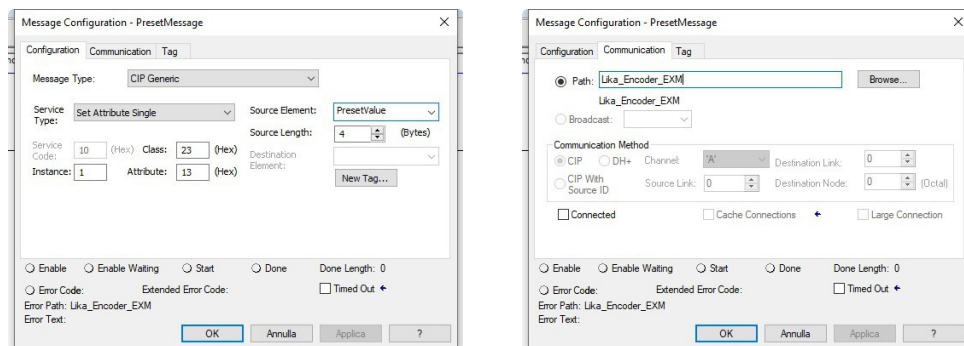 Message Configuration - PresetMessage
Configuration Communication Tag
Message Type: CIP Generic
Service Type: Set Attribute Single Source Element: PresetValue
Source Length: 4 (Bytes)
Service Code: 10 (Hex) Class: 23 (Hex) Destination Element:
Instance: 1 Attribute: 13 (Hex) New Tag...
Enable Enable Waiting Start Done Done Length: 0
Error Code: Extended Error Code: Timed Out
Error Path: Lika_Encoder_EXM
Error Text:
OK Annulla Applica ?
Message Configuration - PresetMessage
Configuration Communication Tag
Path: Lika_Encoder_EXM Browse...
Lika_Encoder_EXM
Broadcast:
Communication Method
CIP DH+ Channel: 'A' Destination Link: 0
CIP With Source ID Source Link: 0 Destination Node: 0 (Octal)
Connected Cache Connections Large Connection
Enable Enable Waiting Start Done Done Length: 0
Error Code: Extended Error Code: Timed Out
Error Path: Lika_Encoder_EXM
Error Text:
OK Annulla Applica ?